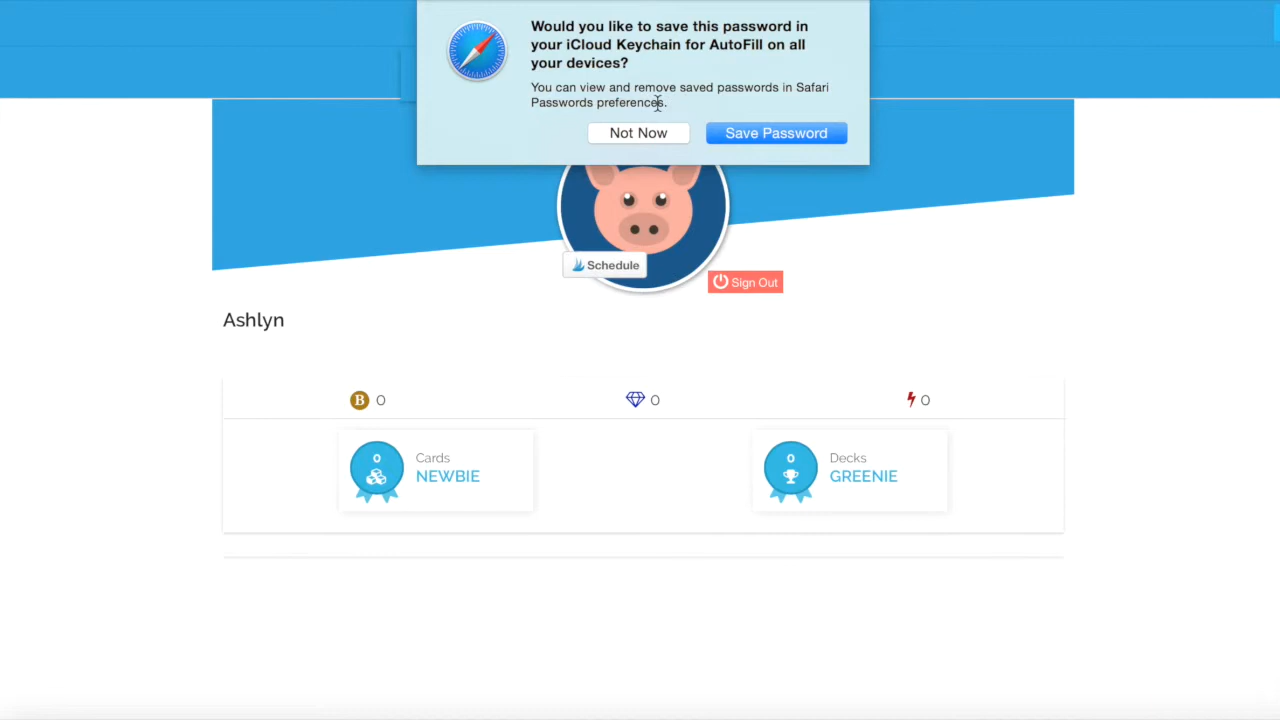 Would you like to save this password in
your iCloud Keychain for AutoFill on all
your devices?
You can view and remove saved passwords in Safari
Passwords preferences.
Not Now
Save Password
Schedule
Sign Out
Ashlyn
B 0
0
0
0
Cards
NEWBIE
0
Decks
GREENIE